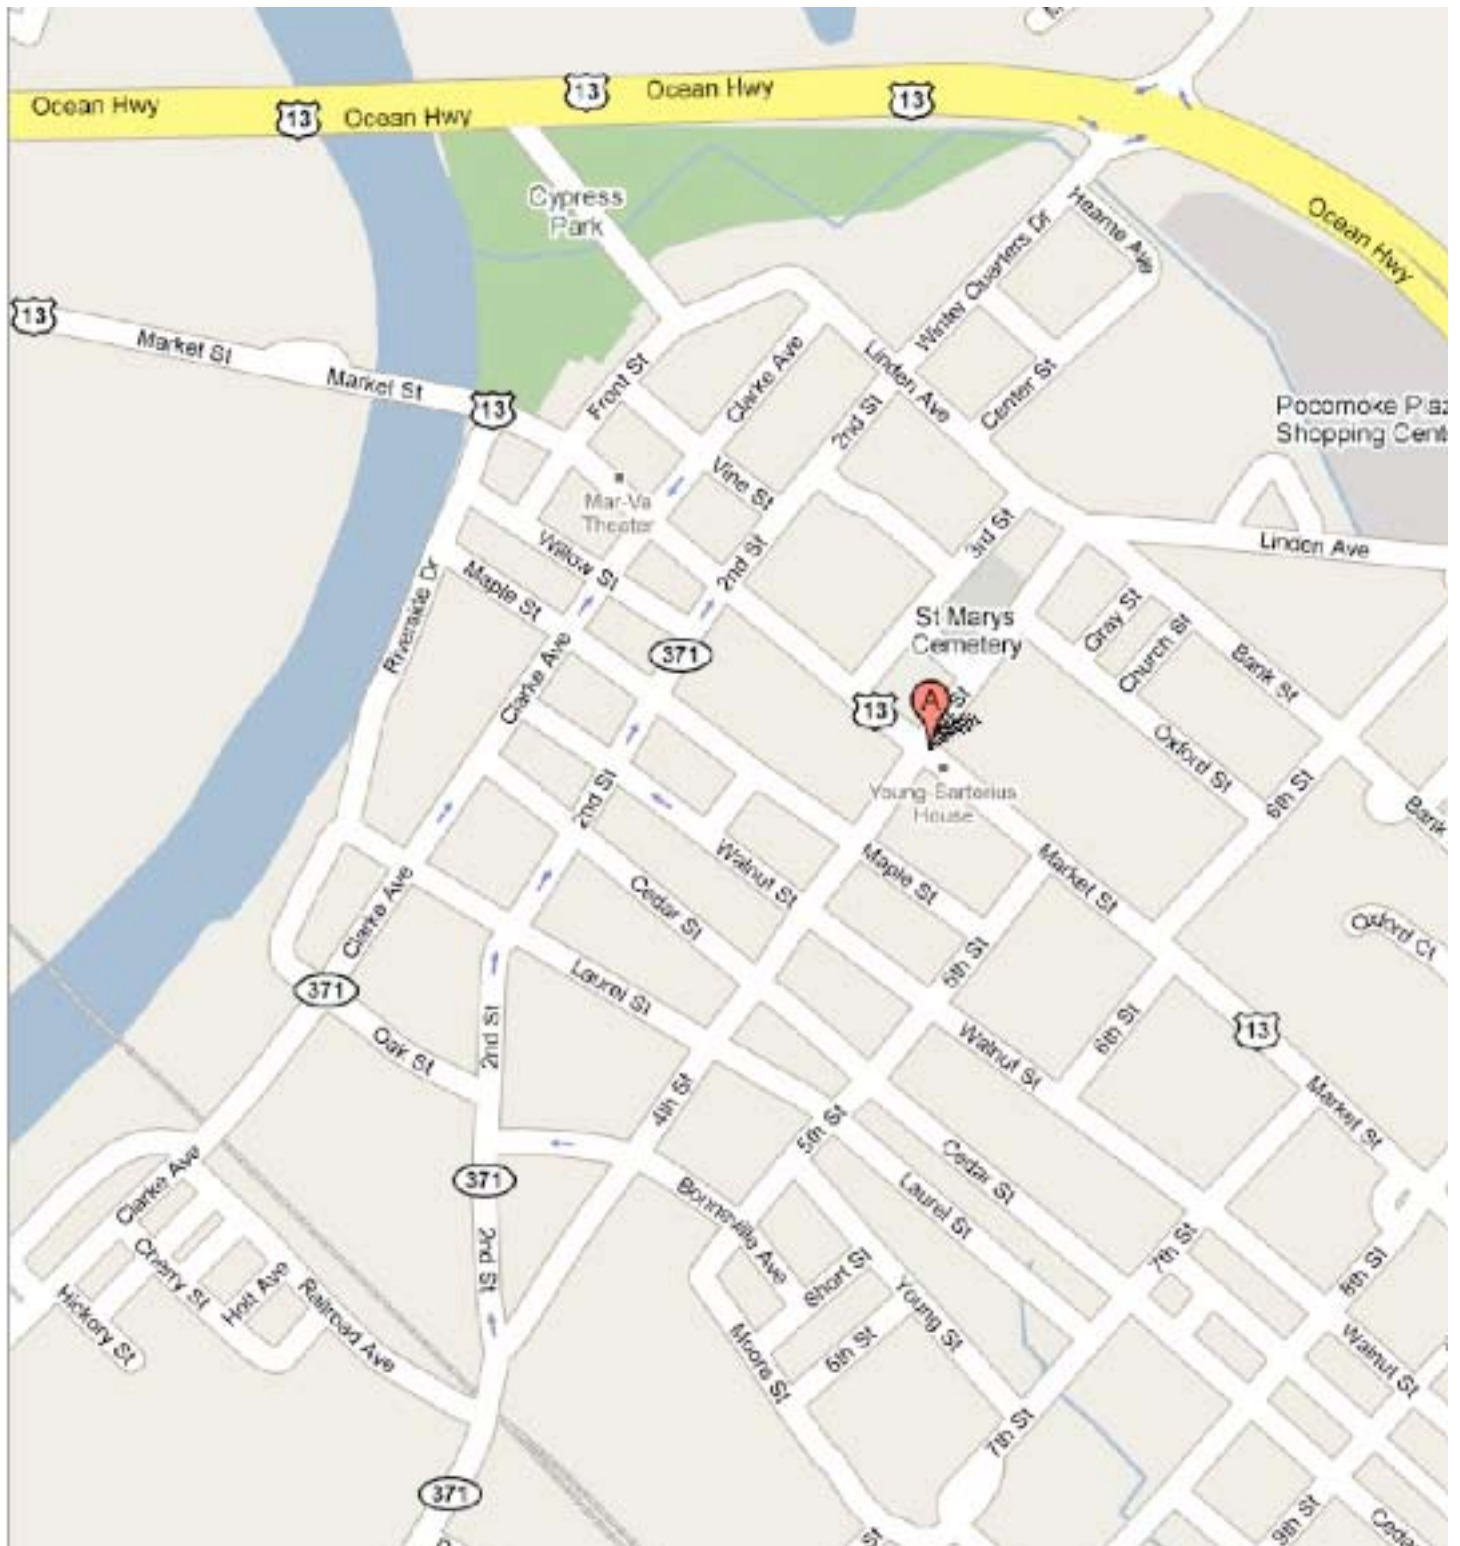 Ocean Hwy
13
Ocean Hwy
13
Ocean Hwy
13
Cypress
Park
Hearne Ave
Ocean Hwy
Winter Quarters Dr
13
Market St
Market St
13
Front St
Clarke Ave
Linden Ave
2nd St
Center St
Vine St
Mar-Va
Theater
3rd St
Linden Ave
Willow St
2nd St
Maple St
Riverside Dr
St Marys
Cemetery
Gray St
Church St
Bank St
371
Clarke Ave
A
St
13
Oxford St
6th St
2nd St
Young-Sartorius
House
Bank
Market St
Maple St
Walnut St
Cedar St
Clarke Ave
Oxford Ct
5th St
371
Laurel St
2nd St
Oak St
6th St
13
Walnut St
4th St
Market St
5th St
Cedar St
Clarke Ave
371
Bonneville Ave
Laurel St
2nd St
7th St
8th St
Cherry St
Holt Ave
Hickory St
Railroad Ave
Short St
Young St
Moore St
6th St
Walnut St
7th St
371
9th St
St